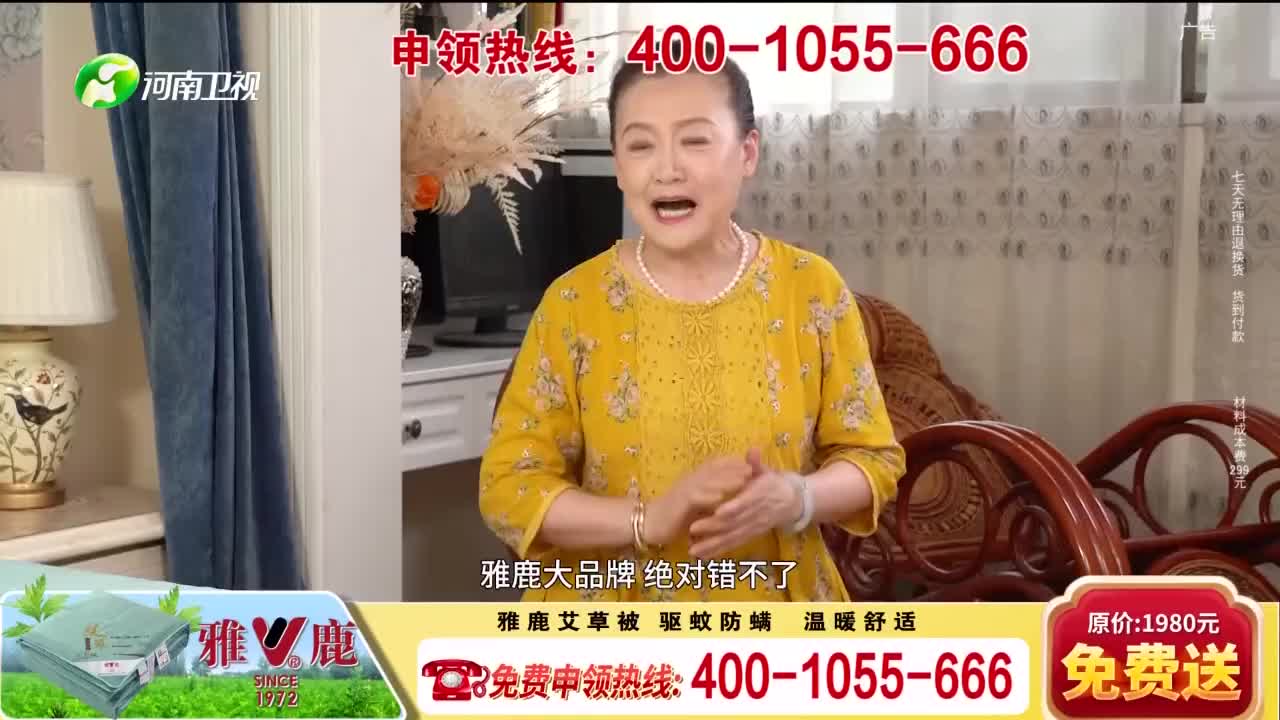 申领热线：400-1055-666
广告
河南卫视
七天无理由退换货 货到付款 材料成本费299元
雅鹿大品牌 绝对错不了
雅鹿艾草被 驱蚊防螨 温暖舒适
原价:1980元
免费送
雅鹿
®
SINCE
1972
免费申领热线: 400-1055-666